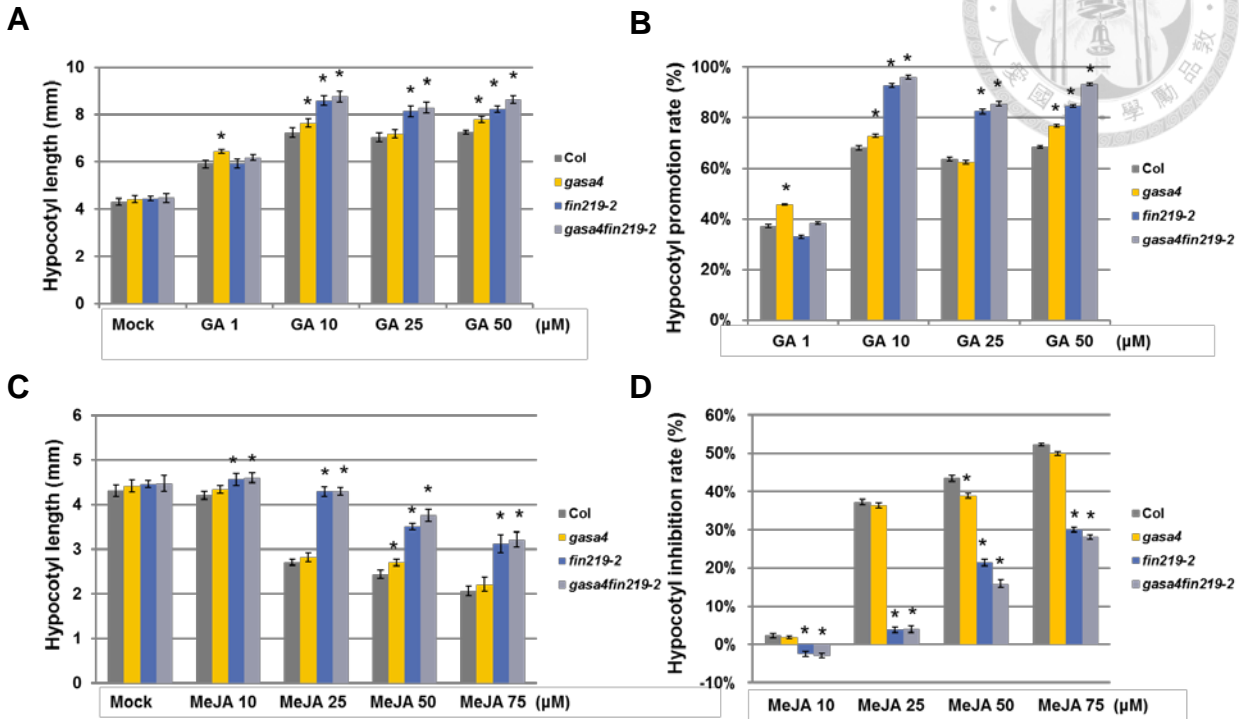 A
Hypocotyl length (mm)
10
8
6
4
2
0
* * * * * * * * *
Mock GA 1 GA 10 GA 25 GA 50 (μM)
Col
gasa4
fin219-2
gasa4fin219-2
B
Hypocotyl promotion rate (%)
100%
80%
60%
40%
20%
0%
* * * * * * * * *
GA 1 GA 10 GA 25 GA 50 (μM)
Col
gasa4
fin219-2
gasa4fin219-2
C
Hypocotyl length (mm)
6
5
4
3
2
1
0
* * * * * * * * *
Mock MeJA 10 MeJA 25 MeJA 50 MeJA 75 (μM)
Col
gasa4
fin219-2
gasa4fin219-2
D
Hypocotyl inhibition rate (%)
60%
50%
40%
30%
20%
10%
0%
-10%
* * * * * * * * *
MeJA 10 MeJA 25 MeJA 50 MeJA 75 (μM)
Col
gasa4
fin219-2
gasa4fin219-2